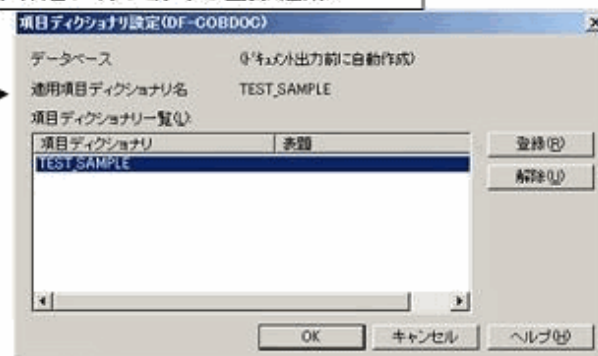 項目ディクショナリ設定(DF-COBDOC)
データベース
(ドキュメント出力前に自動作成)
適用項目ディクショナリ名
TEST_SAMPLE
項目ディクショナリ一覧(L):
項目ディクショナリ
表題
TEST_SAMPLE
登録(R)
解除(U)
OK
キャンセル
ヘルプ(H)